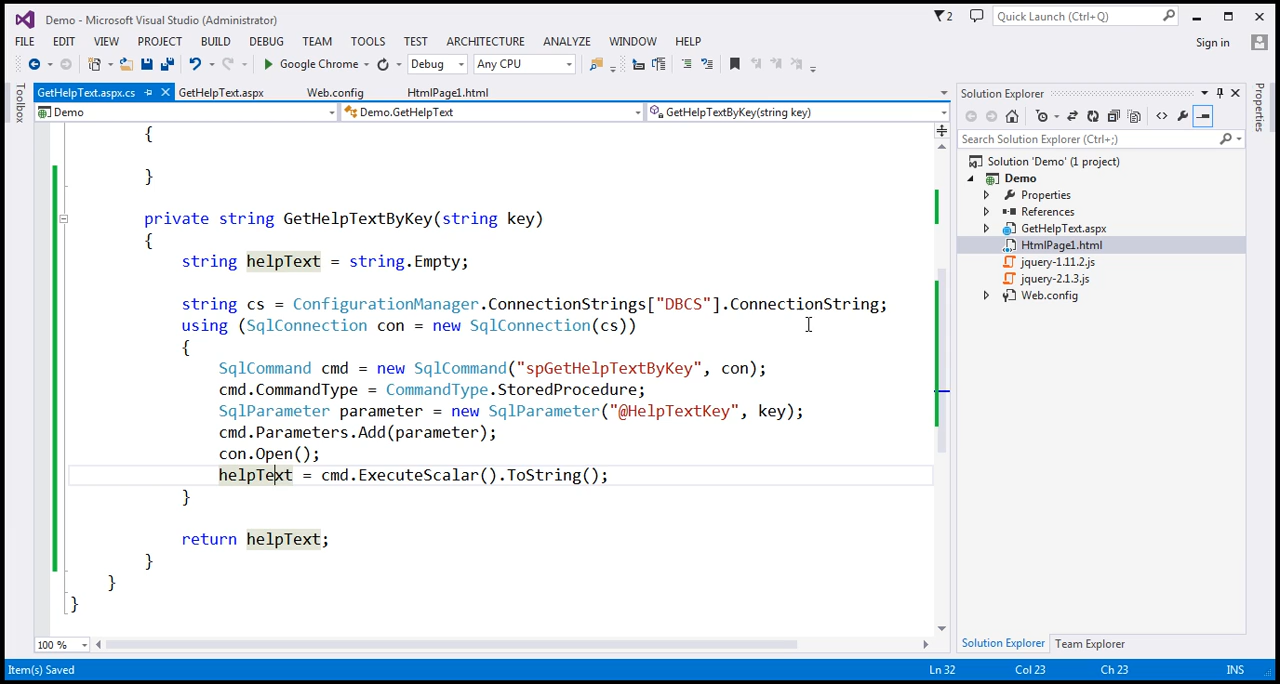 Demo - Microsoft Visual Studio (Administrator)
2
Quick Launch (Ctrl+Q)
FILE EDIT VIEW PROJECT BUILD DEBUG TEAM TOOLS TEST ARCHITECTURE ANALYZE WINDOW HELP
Sign in
Google Chrome Debug Any CPU
Toolbox
GetHelpText.aspx.cs GetHelpText.aspx Web.config HtmlPage1.html
Demo Demo.GetHelpText GetHelpTextByKey(string key)
{
}
private string GetHelpTextByKey(string key)
{
string helpText = string.Empty;
string cs = ConfigurationManager.ConnectionStrings["DBCS"].ConnectionString;
using (SqlConnection con = new SqlConnection(cs))
{
SqlCommand cmd = new SqlCommand("spGetHelpTextByKey", con);
cmd.CommandType = CommandType.StoredProcedure;
SqlParameter parameter = new SqlParameter("@HelpTextKey", key);
cmd.Parameters.Add(parameter);
con.Open();
helpText = cmd.ExecuteScalar().ToString();
}
return helpText;
}
}
}
100 %
Solution Explorer
Search Solution Explorer (Ctrl+;)
Solution 'Demo' (1 project)
Demo
Properties
References
GetHelpText.aspx
HtmlPage1.html
jquery-1.11.2.js
jquery-2.1.3.js
Web.config
Solution Explorer Team Explorer
Properties
Item(s) Saved
Ln 32 Col 23 Ch 23 INS